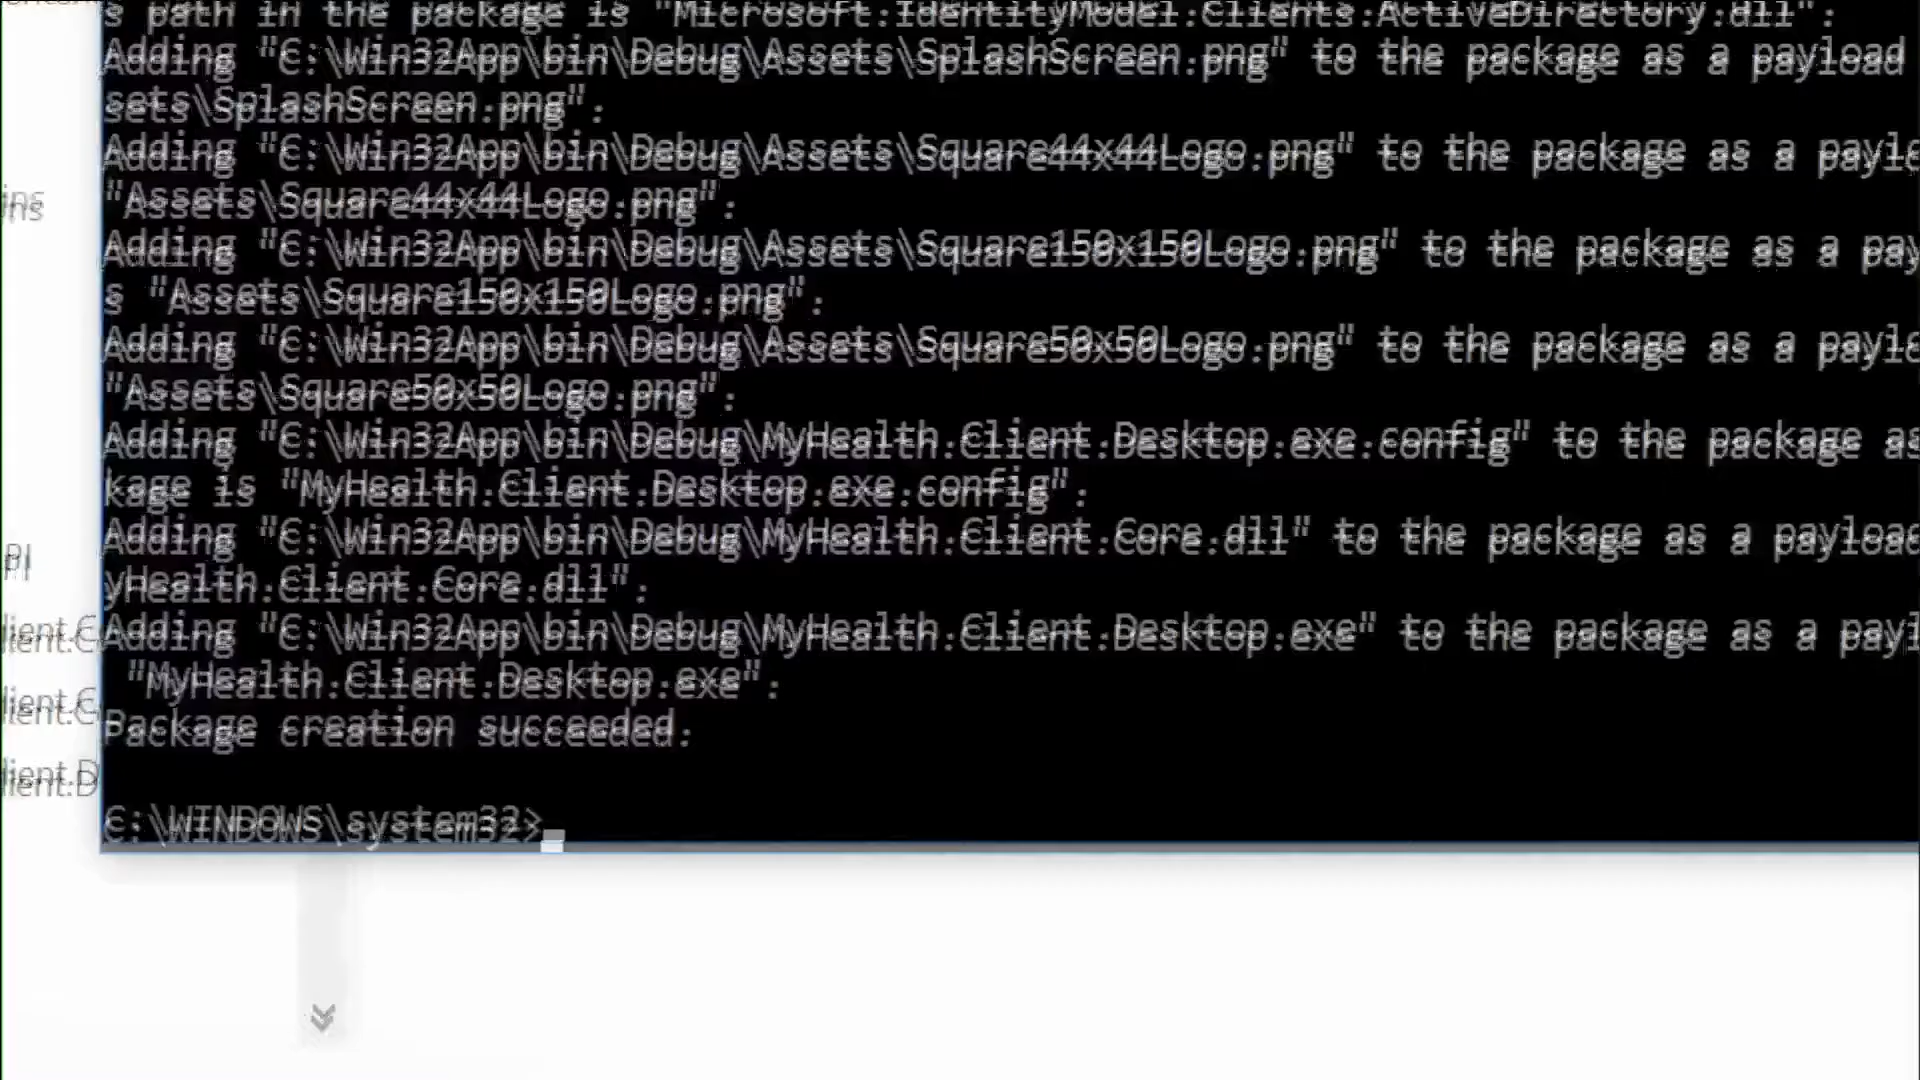 s path in the package is "Microsoft.IdentityModel.Clients.ActiveDirectory.dll".
Adding "C:\Win32App\bin\Debug\Assets\SplashScreen.png" to the package as a payload
sets\SplashScreen.png".
Adding "C:\Win32App\bin\Debug\Assets\Square44x44Logo.png" to the package as a paylo
"Assets\Square44x44Logo.png".
Adding "C:\Win32App\bin\Debug\Assets\Square150x150Logo.png" to the package as a pay
s "Assets\Square150x150Logo.png".
Adding "C:\Win32App\bin\Debug\Assets\Square50x50Logo.png" to the package as a paylo
"Assets\Square50x50Logo.png".
Adding "C:\Win32App\bin\Debug\MyHealth.Client.Desktop.exe.config" to the package as
kage is "MyHealth.Client.Desktop.exe.config".
Adding "C:\Win32App\bin\Debug\MyHealth.Client.Core.dll" to the package as a payload
yHealth.Client.Core.dll".
Adding "C:\Win32App\bin\Debug\MyHealth.Client.Desktop.exe" to the package as a payl
"MyHealth.Client.Desktop.exe".
Package creation succeeded.
C:\WINDOWS\system32>
lient.C
lient.C
lient.D